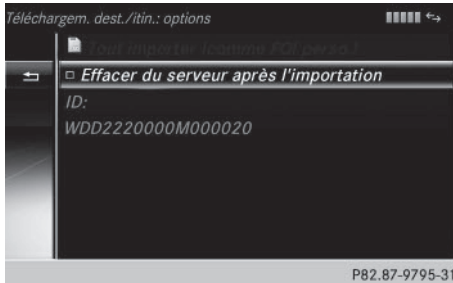 Téléchargem. dest./itin.: options
Tout importer (comme POI perso.)
Effacer du serveur après l'importation
ID:
WDD2220000M000020
P82.87-9795-31